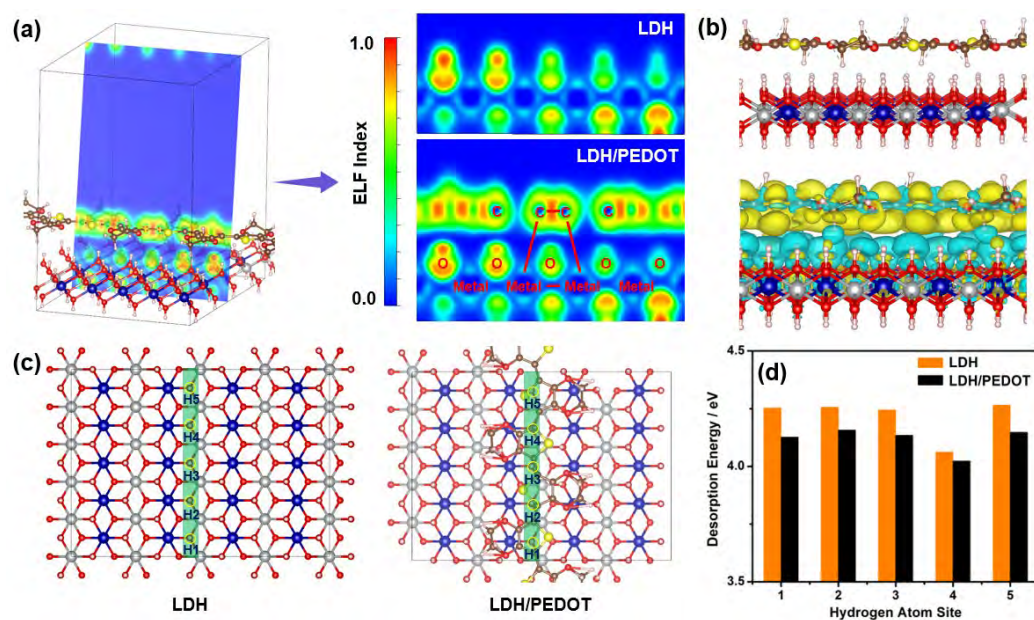 (a)
1.0
ELF Index
0.0
LDH
LDH/PEDOT
C C C C
O O O O O
Metal Metal Metal Metal
(b)
(c)
H5
H4
H3
H2
H1
LDH
H5
H4
H3
H2
H1
LDH/PEDOT
(d)
4.5
4.0
3.5
Desorption Energy / eV
LDH
LDH/PEDOT
1 2 3 4 5
Hydrogen Atom Site